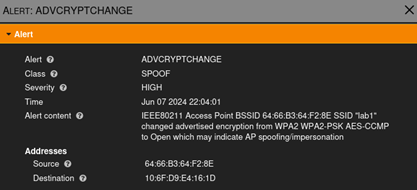 ALERT: ADVCRYPTCHANGE
Alert
Alert ADVCRYPTCHANGE
Class SPOOF
Severity HIGH
Time Jun 07 2024 22:04:01
Alert content IEEE80211 Access Point BSSID 64:66:B3:64:F2:8E SSID "lab1"
changed advertised encryption from WPA2 WPA2-PSK AES-CCMP
to Open which may indicate AP spoofing/impersonation
Addresses
Source 64:66:B3:64:F2:8E
Destination 10:6F:D9:E4:16:1D